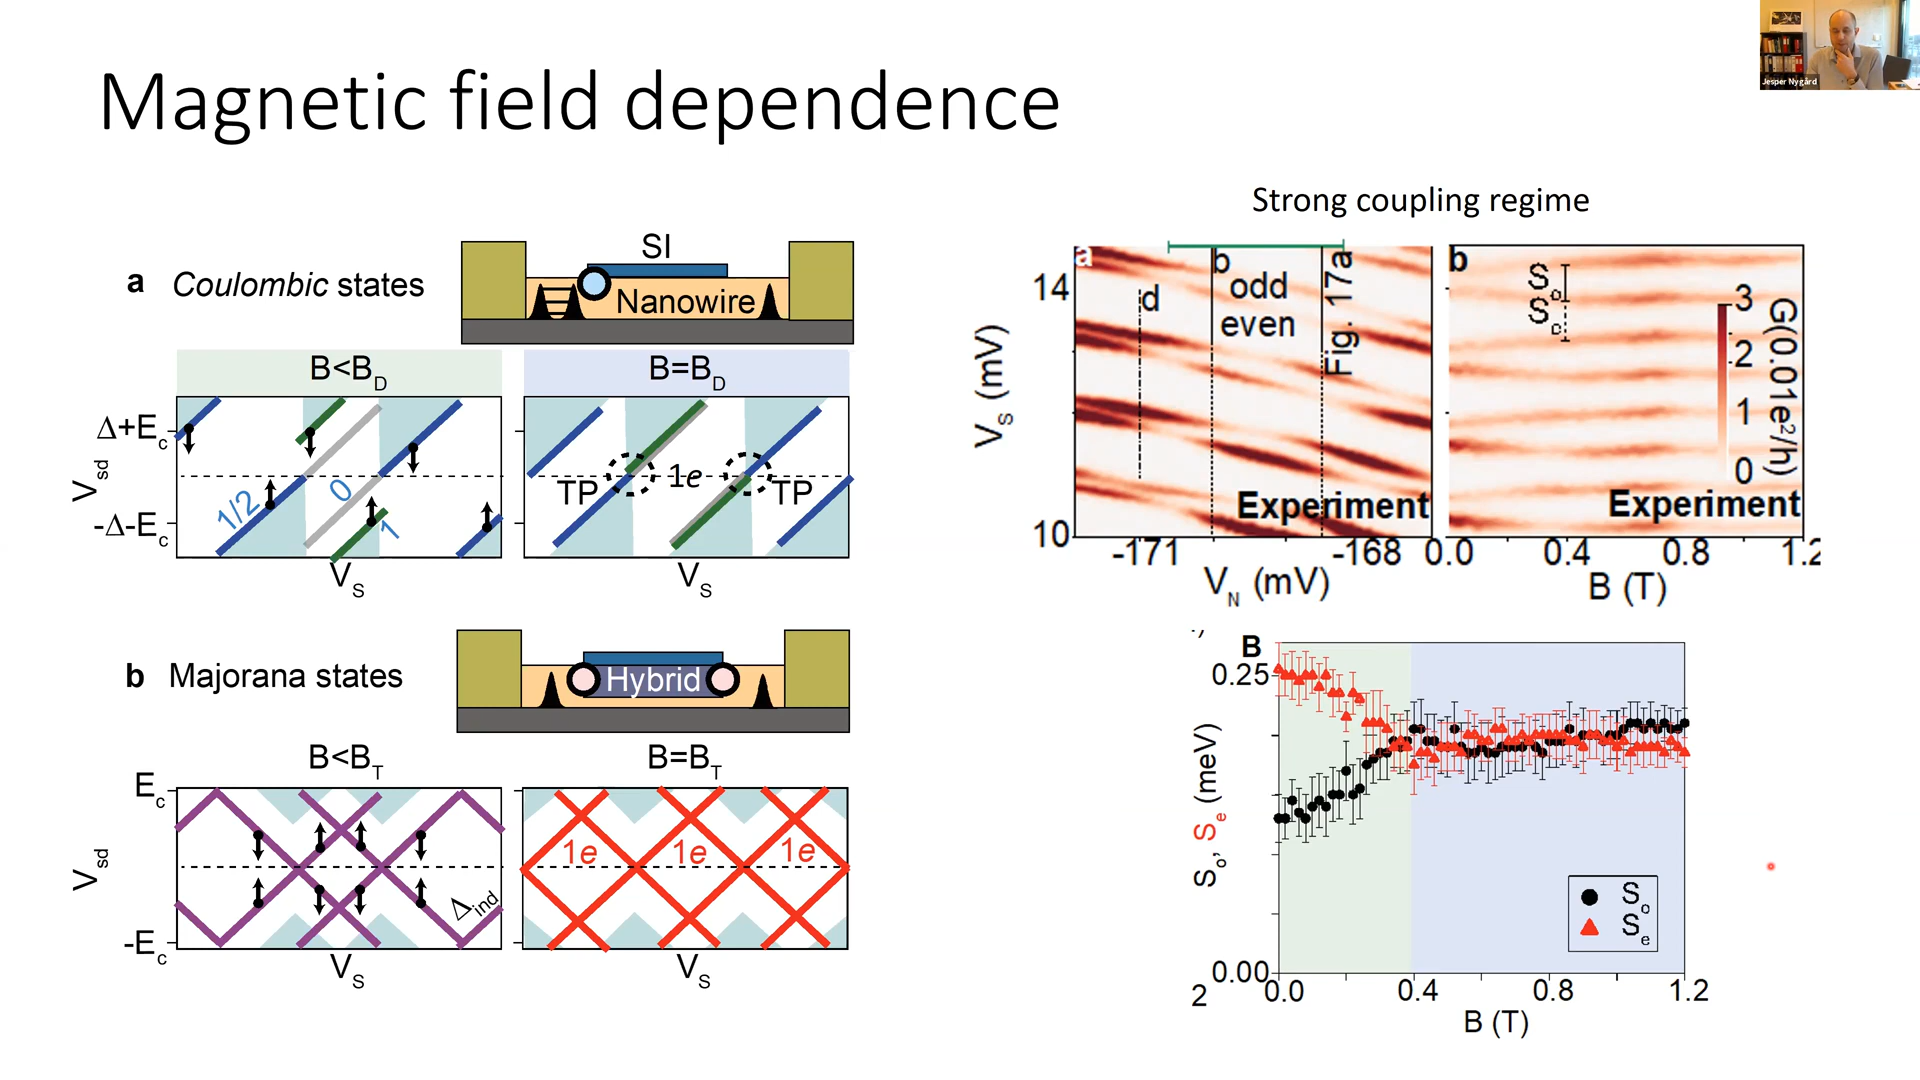 Magnetic field dependence
Jesper Nygård
Strong coupling regime
a Coulombic states
SI
Nanowire
B<B_D
B=B_D
Δ+E_c
V_sd
-Δ-E_c
1/2
0
1
TP
1e
TP
V_S
V_S
b Majorana states
Hybrid
B<B_T
B=B_T
E_c
V_sd
-E_c
Δ_ind
1e
1e
1e
V_S
V_S
a
b
d
odd
even
Fig. 17a
Experiment
14
10
V_S (mV)
-171
-168
V_N (mV)
b
S_o
S_e
3
2
1
0
G(0.01e²/h)
Experiment
0.0
0.4
0.8
1.2
B (T)
B
0.25
0.00
S_o, S_e (meV)
S_o
S_e
2
0.0
0.4
0.8
1.2
B (T)